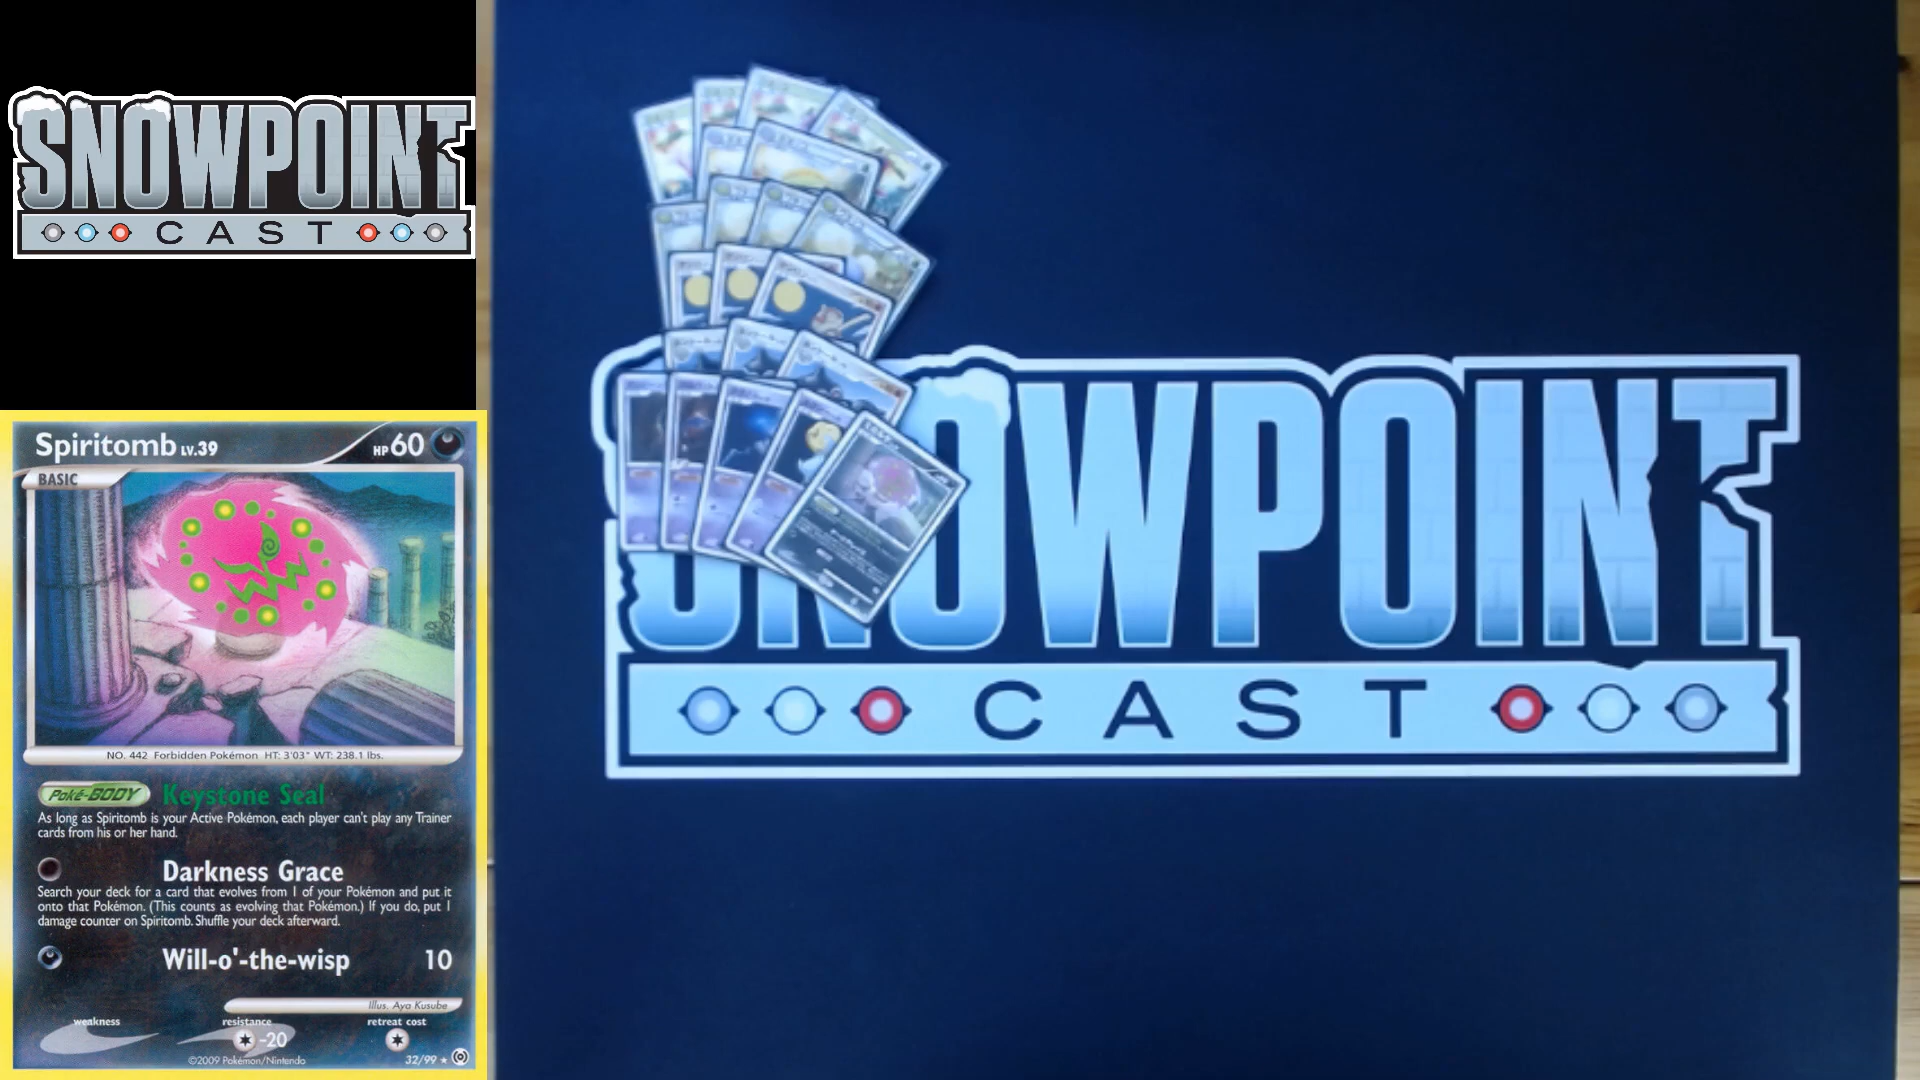 SNOWPOINT
CAST
Spiritomb LV.39 HP 60
BASIC
NO. 442 Forbidden Pokémon HT: 3'03" WT: 238.1 lbs.
Poké-BODY Keystone Seal
As long as Spiritomb is your Active Pokémon, each player can't play any Trainer
cards from his or her hand.
Darkness Grace
Search your deck for a card that evolves from 1 of your Pokémon and put it
onto that Pokémon. (This counts as evolving that Pokémon.) If you do, put 1
damage counter on Spiritomb. Shuffle your deck afterward.
Will-o'-the-wisp 10
Illus. Aya Kusube
weakness resistance retreat cost
-20
©2009 Pokémon/Nintendo 32/99
SNOWPOINT
CAST